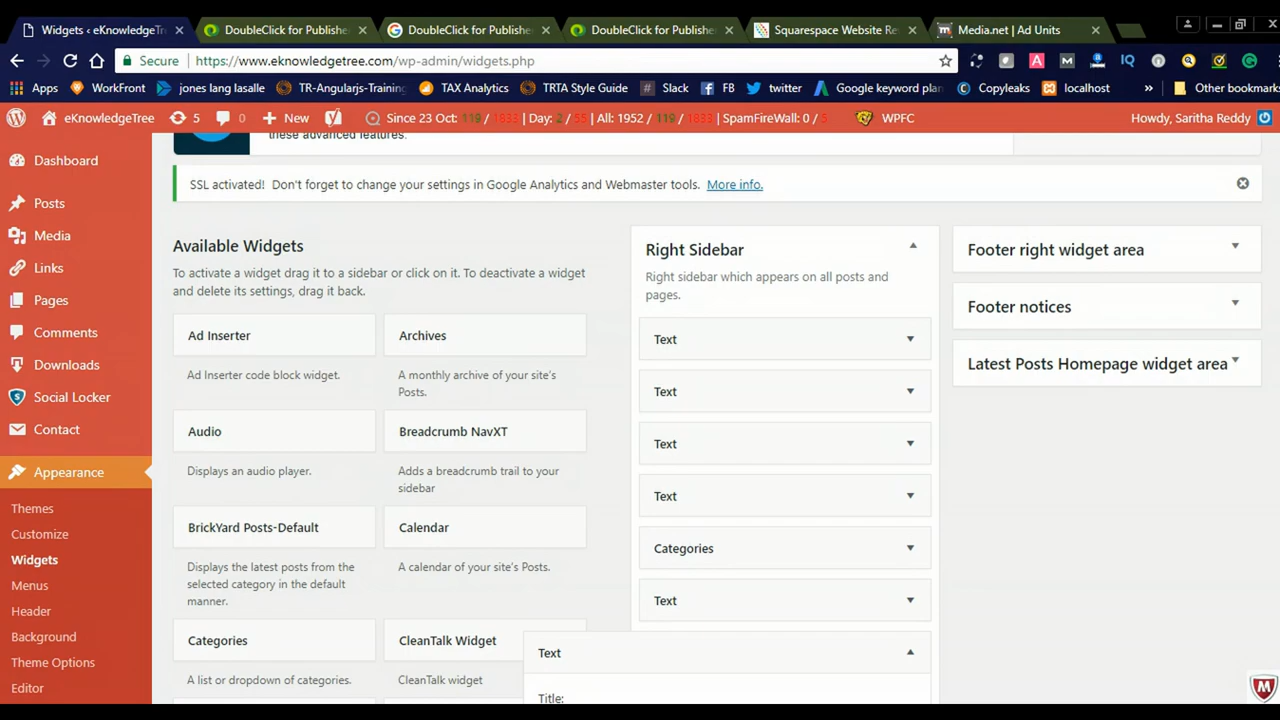 Widgets ‹ eKnowledgeTr
DoubleClick for Publishe
DoubleClick for Publishe
DoubleClick for Publishe
Squarespace Website Re
Media.net | Ad Units
Secure
https://www.eknowledgetree.com/wp-admin/widgets.php
Apps
WorkFront
jones lang lasalle
TR-Angularjs-Training
TAX Analytics
TRTA Style Guide
Slack
FB
twitter
Google keyword plan
Copyleaks
localhost
»
Other bookmarks
eKnowledgeTree
5
0
New
Since 23 Oct: 119 / 1833
Day: 2 / 55
All: 1952 / 119 / 1833
SpamFireWall: 0 / 5
WPFC
Howdy, Saritha Reddy
these advanced features.
SSL activated! Don't forget to change your settings in Google Analytics and Webmaster tools. More info.
Dashboard
Posts
Media
Links
Pages
Comments
Downloads
Social Locker
Contact
Appearance
Themes
Customize
Widgets
Menus
Header
Background
Theme Options
Editor
Available Widgets
To activate a widget drag it to a sidebar or click on it. To deactivate a widget
and delete its settings, drag it back.
Ad Inserter
Ad Inserter code block widget.
Archives
A monthly archive of your site's
Posts.
Audio
Displays an audio player.
Breadcrumb NavXT
Adds a breadcrumb trail to your
sidebar
BrickYard Posts-Default
Displays the latest posts from the
selected category in the default
manner.
Calendar
A calendar of your site's Posts.
Categories
A list or dropdown of categories.
CleanTalk Widget
CleanTalk widget
Right Sidebar
Right sidebar which appears on all posts and
pages.
Text
Text
Text
Text
Categories
Text
Text
Title:
Footer right widget area
Footer notices
Latest Posts Homepage widget area